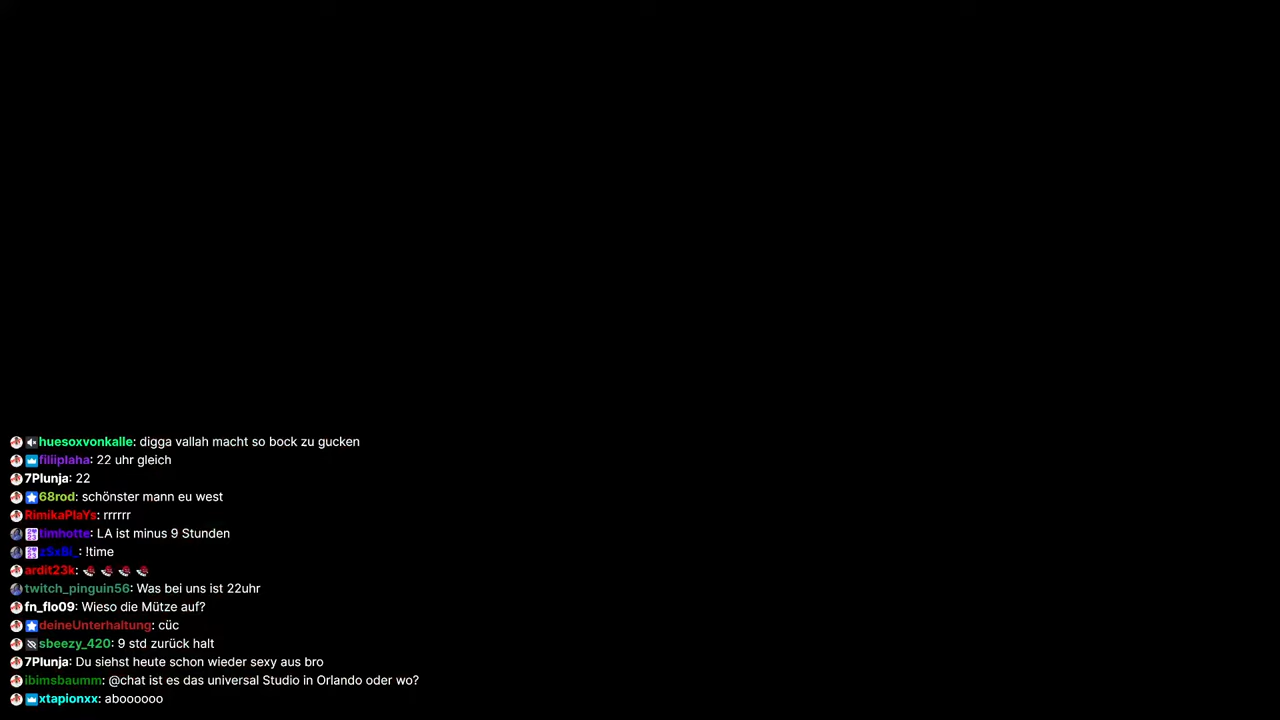 huesoxvonkalle: digga vallah macht so bock zu gucken
filiiplaha: 22 uhr gleich
7Plunja: 22
68rod: schönster mann eu west
RimikaPlaYs: rrrrrr
timhotte: LA ist minus 9 Stunden
zSxBi_: !time
ardit23k:
twitch_pinguin56: Was bei uns ist 22uhr
fn_flo09: Wieso die Mütze auf?
deineUnterhaltung: cüc
sbeezy_420: 9 std zurück halt
7Plunja: Du siehst heute schon wieder sexy aus bro
ibimsbaumm: @chat ist es das universal Studio in Orlando oder wo?
xtapionxx: aboooooo